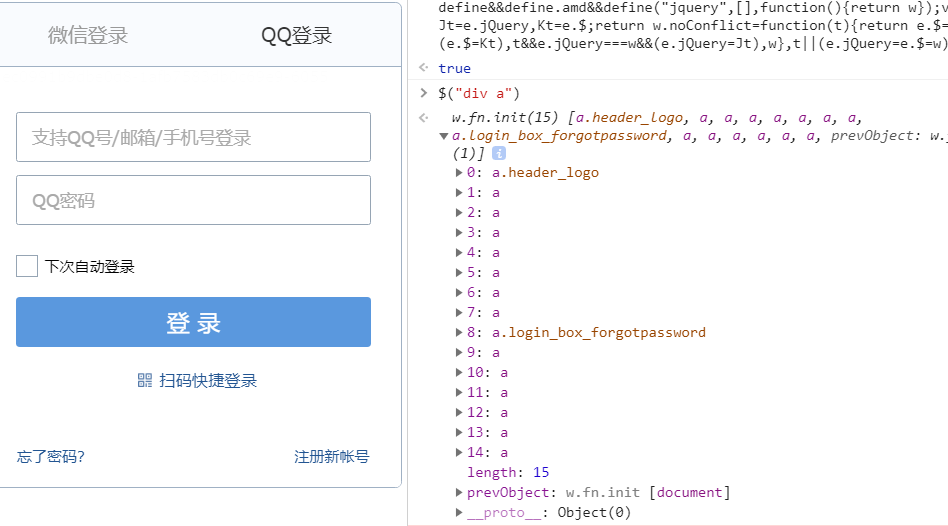 微信登录
QQ登录
支持QQ号/邮箱/手机号登录
QQ密码
下次自动登录
登 录
扫码快捷登录
忘了密码?
注册新帐号
define&&define.amd&&define("jquery",[],function(){return w});v
Jt=e.jQuery,Kt=e.$;return w.noConflict=function(t){return e.$=
(e.$=Kt),t&&e.jQuery===w&&(e.jQuery=Jt),w},t||(e.jQuery=e.$=w)
true
$("div a")
w.fn.init(15) [a.header_logo, a, a, a, a, a, a, a,
a.login_box_forgotpassword, a, a, a, a, a, a, prevObject: w.
(1)]
0: a.header_logo
1: a
2: a
3: a
4: a
5: a
6: a
7: a
8: a.login_box_forgotpassword
9: a
10: a
11: a
12: a
13: a
14: a
length: 15
prevObject: w.fn.init [document]
__proto__: Object(0)